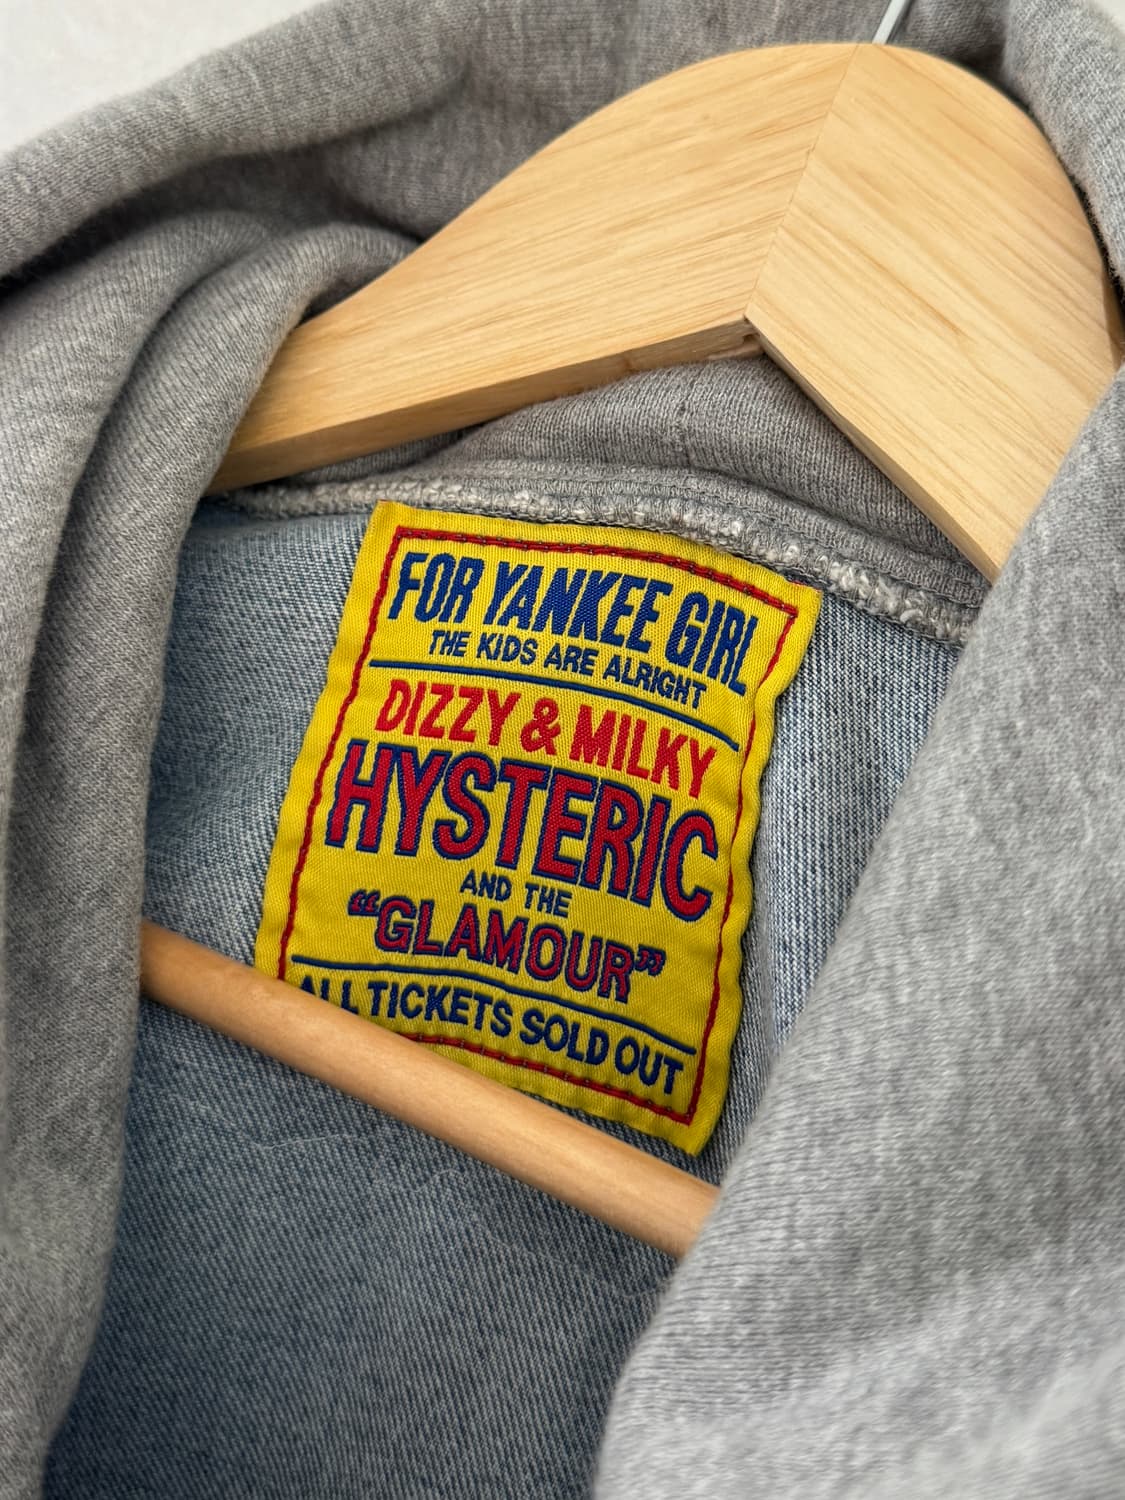 FOR YANKEE GIRL
THE KIDS ARE ALRIGHT
DIZZY & MILKY
HYSTERIC
AND THE
“GLAMOUR”
ALL TICKETS SOLD OUT